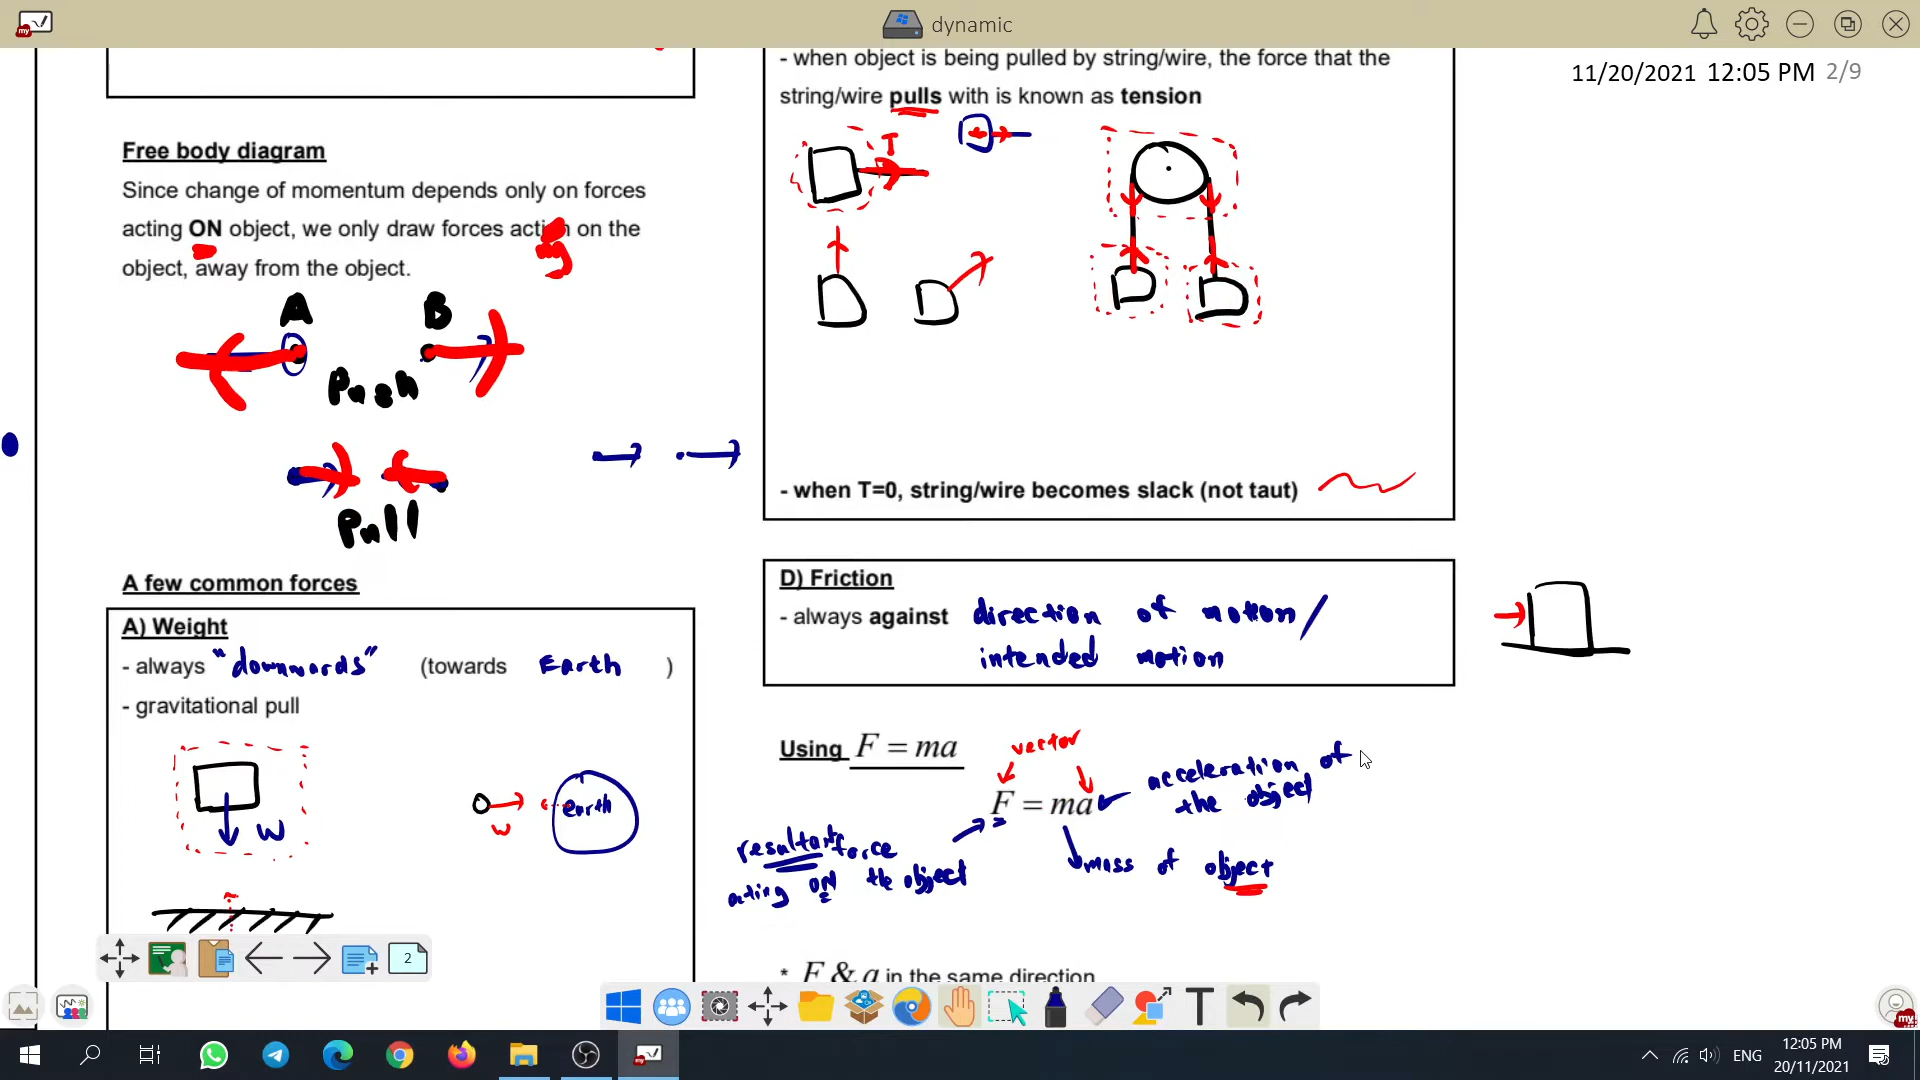 dynamic
11/20/2021 12:05 PM 2/9
Free body diagram
Since change of momentum depends only on forces
acting ON object, we only draw forces on the
object, away from the object.
A B
Push
Pull
A few common forces
A) Weight
- always "downwards" (towards Earth )
- gravitational pull
W
W
earth
- when object is being pulled by string/wire, the force that the
string/wire pulls with is known as tension
T
- when T=0, string/wire becomes slack (not taut)
D) Friction
- always against direction of motion/
intended motion
Using F = ma
vector
F = ma
acceleration of
the object
resultant force
acting ON the object
mass of object
* F & a in the same direction
2
T
my
my
ENG
12:05 PM
20/11/2021